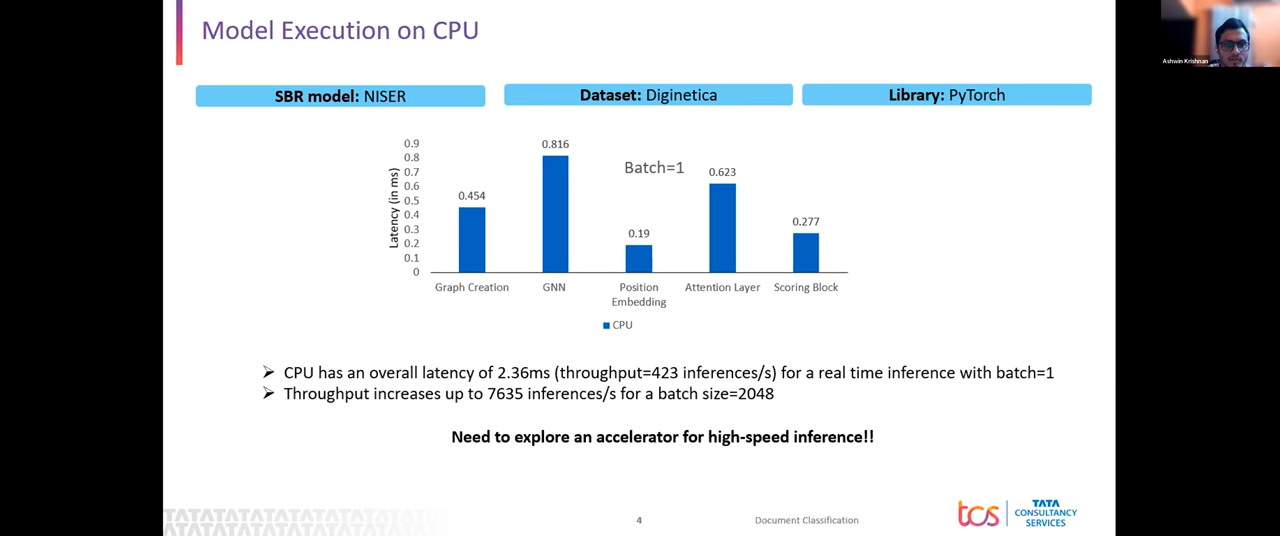 Model Execution on CPU
Ashwin Krishnan
SBR model: NISER
Dataset: Diginetica
Library: PyTorch
Latency (in ms)
0.9
0.8
0.7
0.6
0.5
0.4
0.3
0.2
0.1
0
0.454
0.816
0.19
0.623
0.277
Batch=1
Graph Creation
GNN
Position
Embedding
Attention Layer
Scoring Block
CPU
➢ CPU has an overall latency of 2.36ms (throughput=423 inferences/s) for a real time inference with batch=1
➢ Throughput increases up to 7635 inferences/s for a batch size=2048
Need to explore an accelerator for high-speed inference!!
4
Document Classification
tcs
TATA
CONSULTANCY
SERVICES